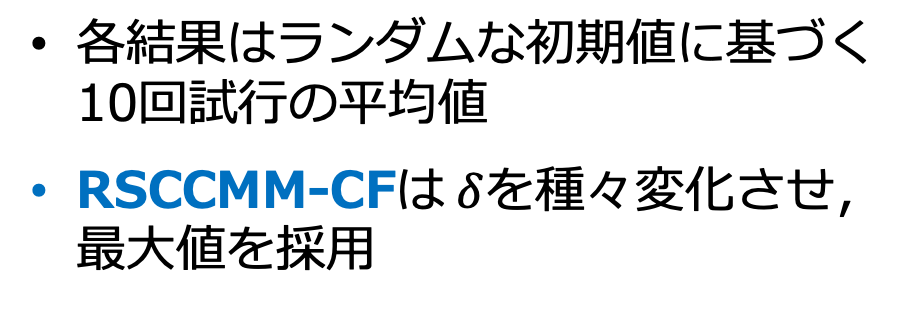 • 各結果はランダムな初期値に基づく
10回試行の平均値
• RSCCMM-CFは δを種々変化させ,
最大値を採用